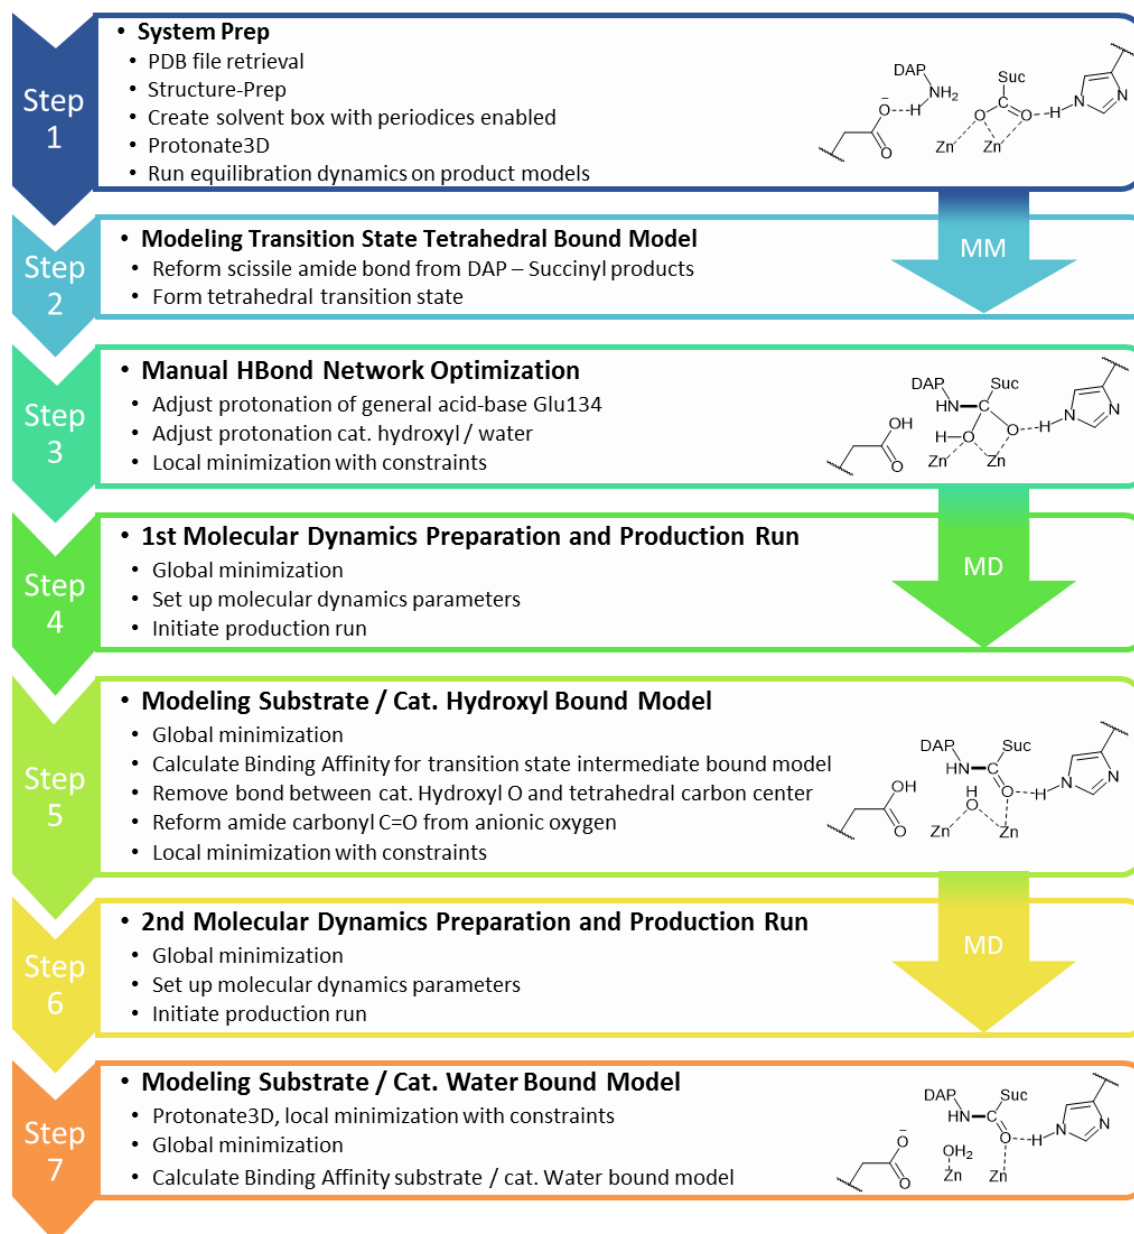 Step 1
• System Prep
• PDB file retrieval
• Structure-Prep
• Create solvent box with periodices enabled
• Protonate3D
• Run equilibration dynamics on product models
DAP
O⁻ --- H NH₂
O
Suc
O C O --- H N N
Zn Zn
MM
Step 2
• Modeling Transition State Tetrahedral Bound Model
• Reform scissile amide bond from DAP – Succinyl products
• Form tetrahedral transition state
Step 3
• Manual HBond Network Optimization
• Adjust protonation of general acid-base Glu134
• Adjust protonation cat. hydroxyl / water
• Local minimization with constraints
DAP Suc
HN C
OH
O
H O O --- H N N
Zn Zn
MD
Step 4
• 1st Molecular Dynamics Preparation and Production Run
• Global minimization
• Set up molecular dynamics parameters
• Initiate production run
Step 5
• Modeling Substrate / Cat. Hydroxyl Bound Model
• Global minimization
• Calculate Binding Affinity for transition state intermediate bound model
• Remove bond between cat. Hydroxyl O and tetrahedral carbon center
• Reform amide carbonyl C=O from anionic oxygen
• Local minimization with constraints
DAP Suc
HN C
OH
O
H
O O --- H N N
Zn Zn
MD
Step 6
• 2nd Molecular Dynamics Preparation and Production Run
• Global minimization
• Set up molecular dynamics parameters
• Initiate production run
Step 7
• Modeling Substrate / Cat. Water Bound Model
• Protonate3D, local minimization with constraints
• Global minimization
• Calculate Binding Affinity substrate / cat. Water bound model
DAP Suc
HN C
O⁻
O
OH₂ O --- H N N
Zn Zn